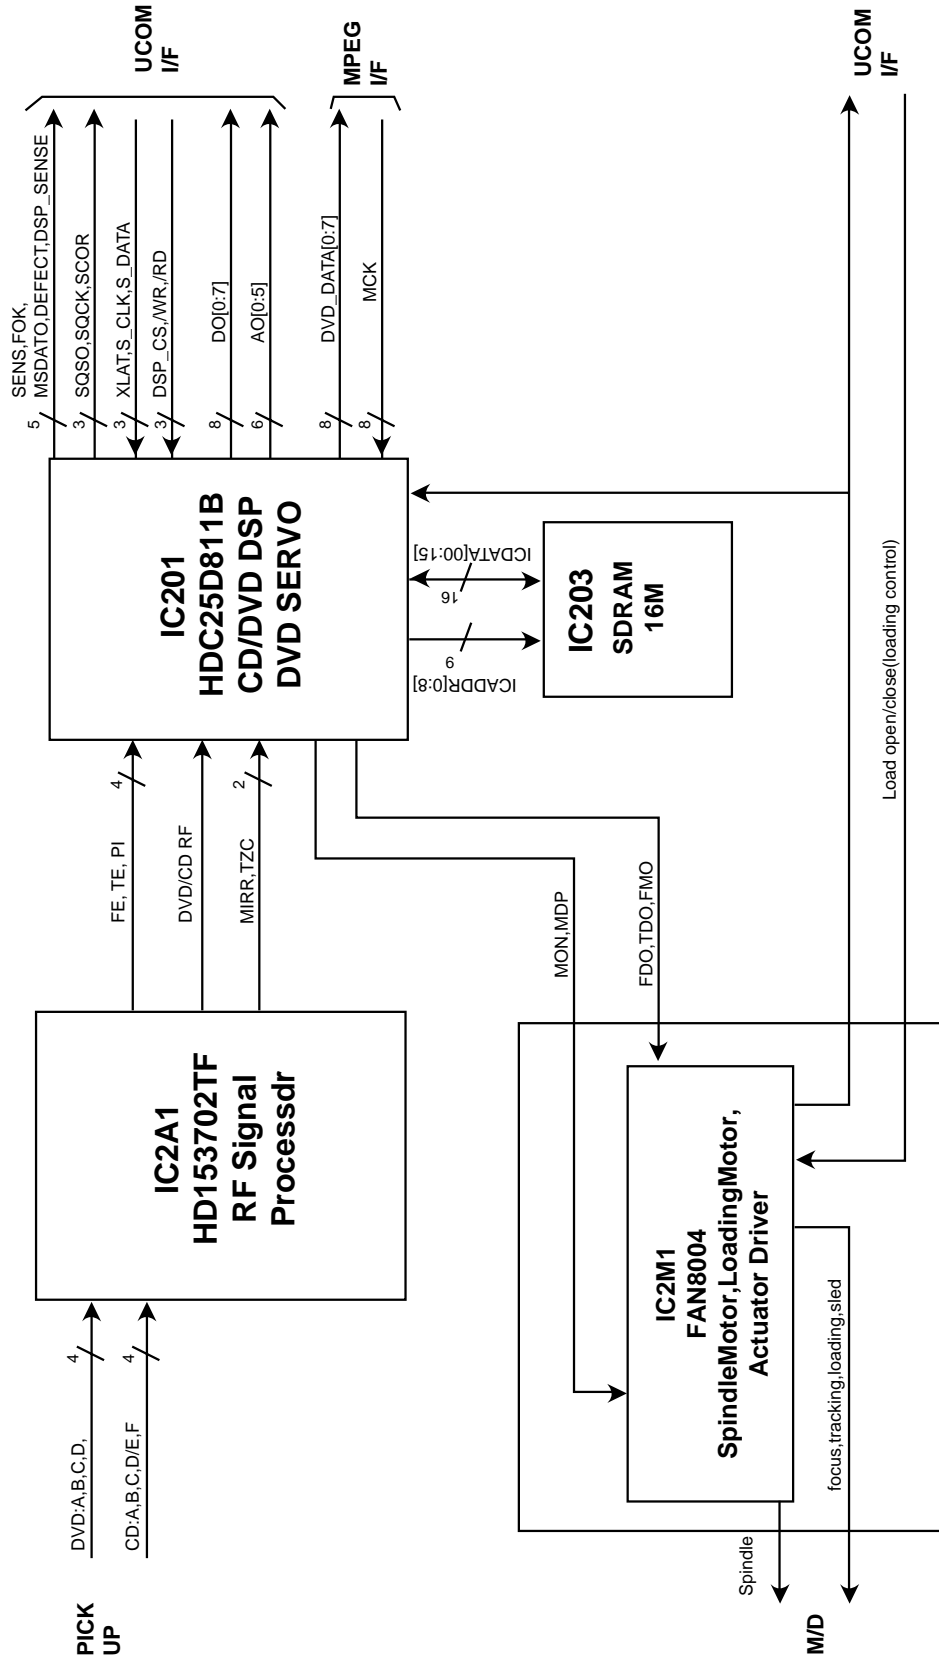 PICK
UP
DVD:A,B,C,D,
4
CD:A,B,C,D/E,F
4
IC2A1
HD153702TF
RF Signal
Processdr
FE, TE, PI
4
DVD/CD RF
MIRR,TZC
2
IC201
HDC25D811B
CD/DVD DSP
DVD SERVO
SENS,FOK,
MSDATO,DEFECT,DSP_SENSE
5
SQSO,SQCK,SCOR
3
XLAT,S_CLK,S_DATA
3
DSP_CS,/WR,/RD
3
DO[0:7]
8
AO[0:5]
6
UCOM
I/F
DVD_DATA[0:7]
8
MCK
8
MPEG
I/F
ICADDR[0:8]
9
ICDATA[00:15]
16
IC203
SDRAM
16M
MON,MDP
FDO,TDO,FMO
IC2M1
FAN8004
SpindleMotor,LoadingMotor,
Actuator Driver
Spindle
focus,tracking,loading,sled
M/D
Load open/close(loading control)
UCOM
I/F